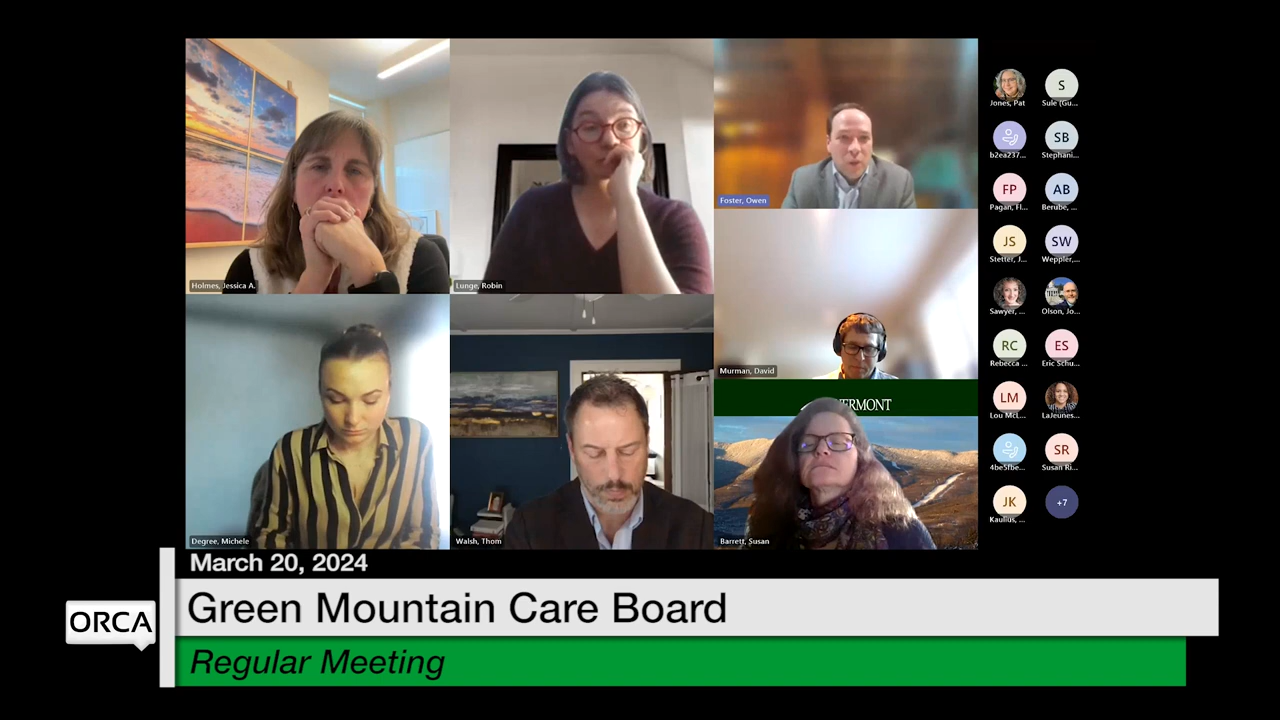 Holmes, Jessica A.
Lunge, Robin
Foster, Owen
Murman, David
VERMONT
Degree, Michele
Walsh, Thom
Barrett, Susan
Jones, Pat
S
Sule (Gu...
b2ea237...
SB
Stephani...
FP
Pagan, Fl...
AB
Berube, ...
JS
Stetter, J...
SW
Weppler,...
Sawyer, ...
Olson, Jo...
RC
Rebecca ...
ES
Eric Schu...
LM
Lou McL...
LaJeunes...
4be5fbe...
SR
Susan Ri...
JK
Kaulius, ...
+7
March 20, 2024
ORCA
Green Mountain Care Board
Regular Meeting